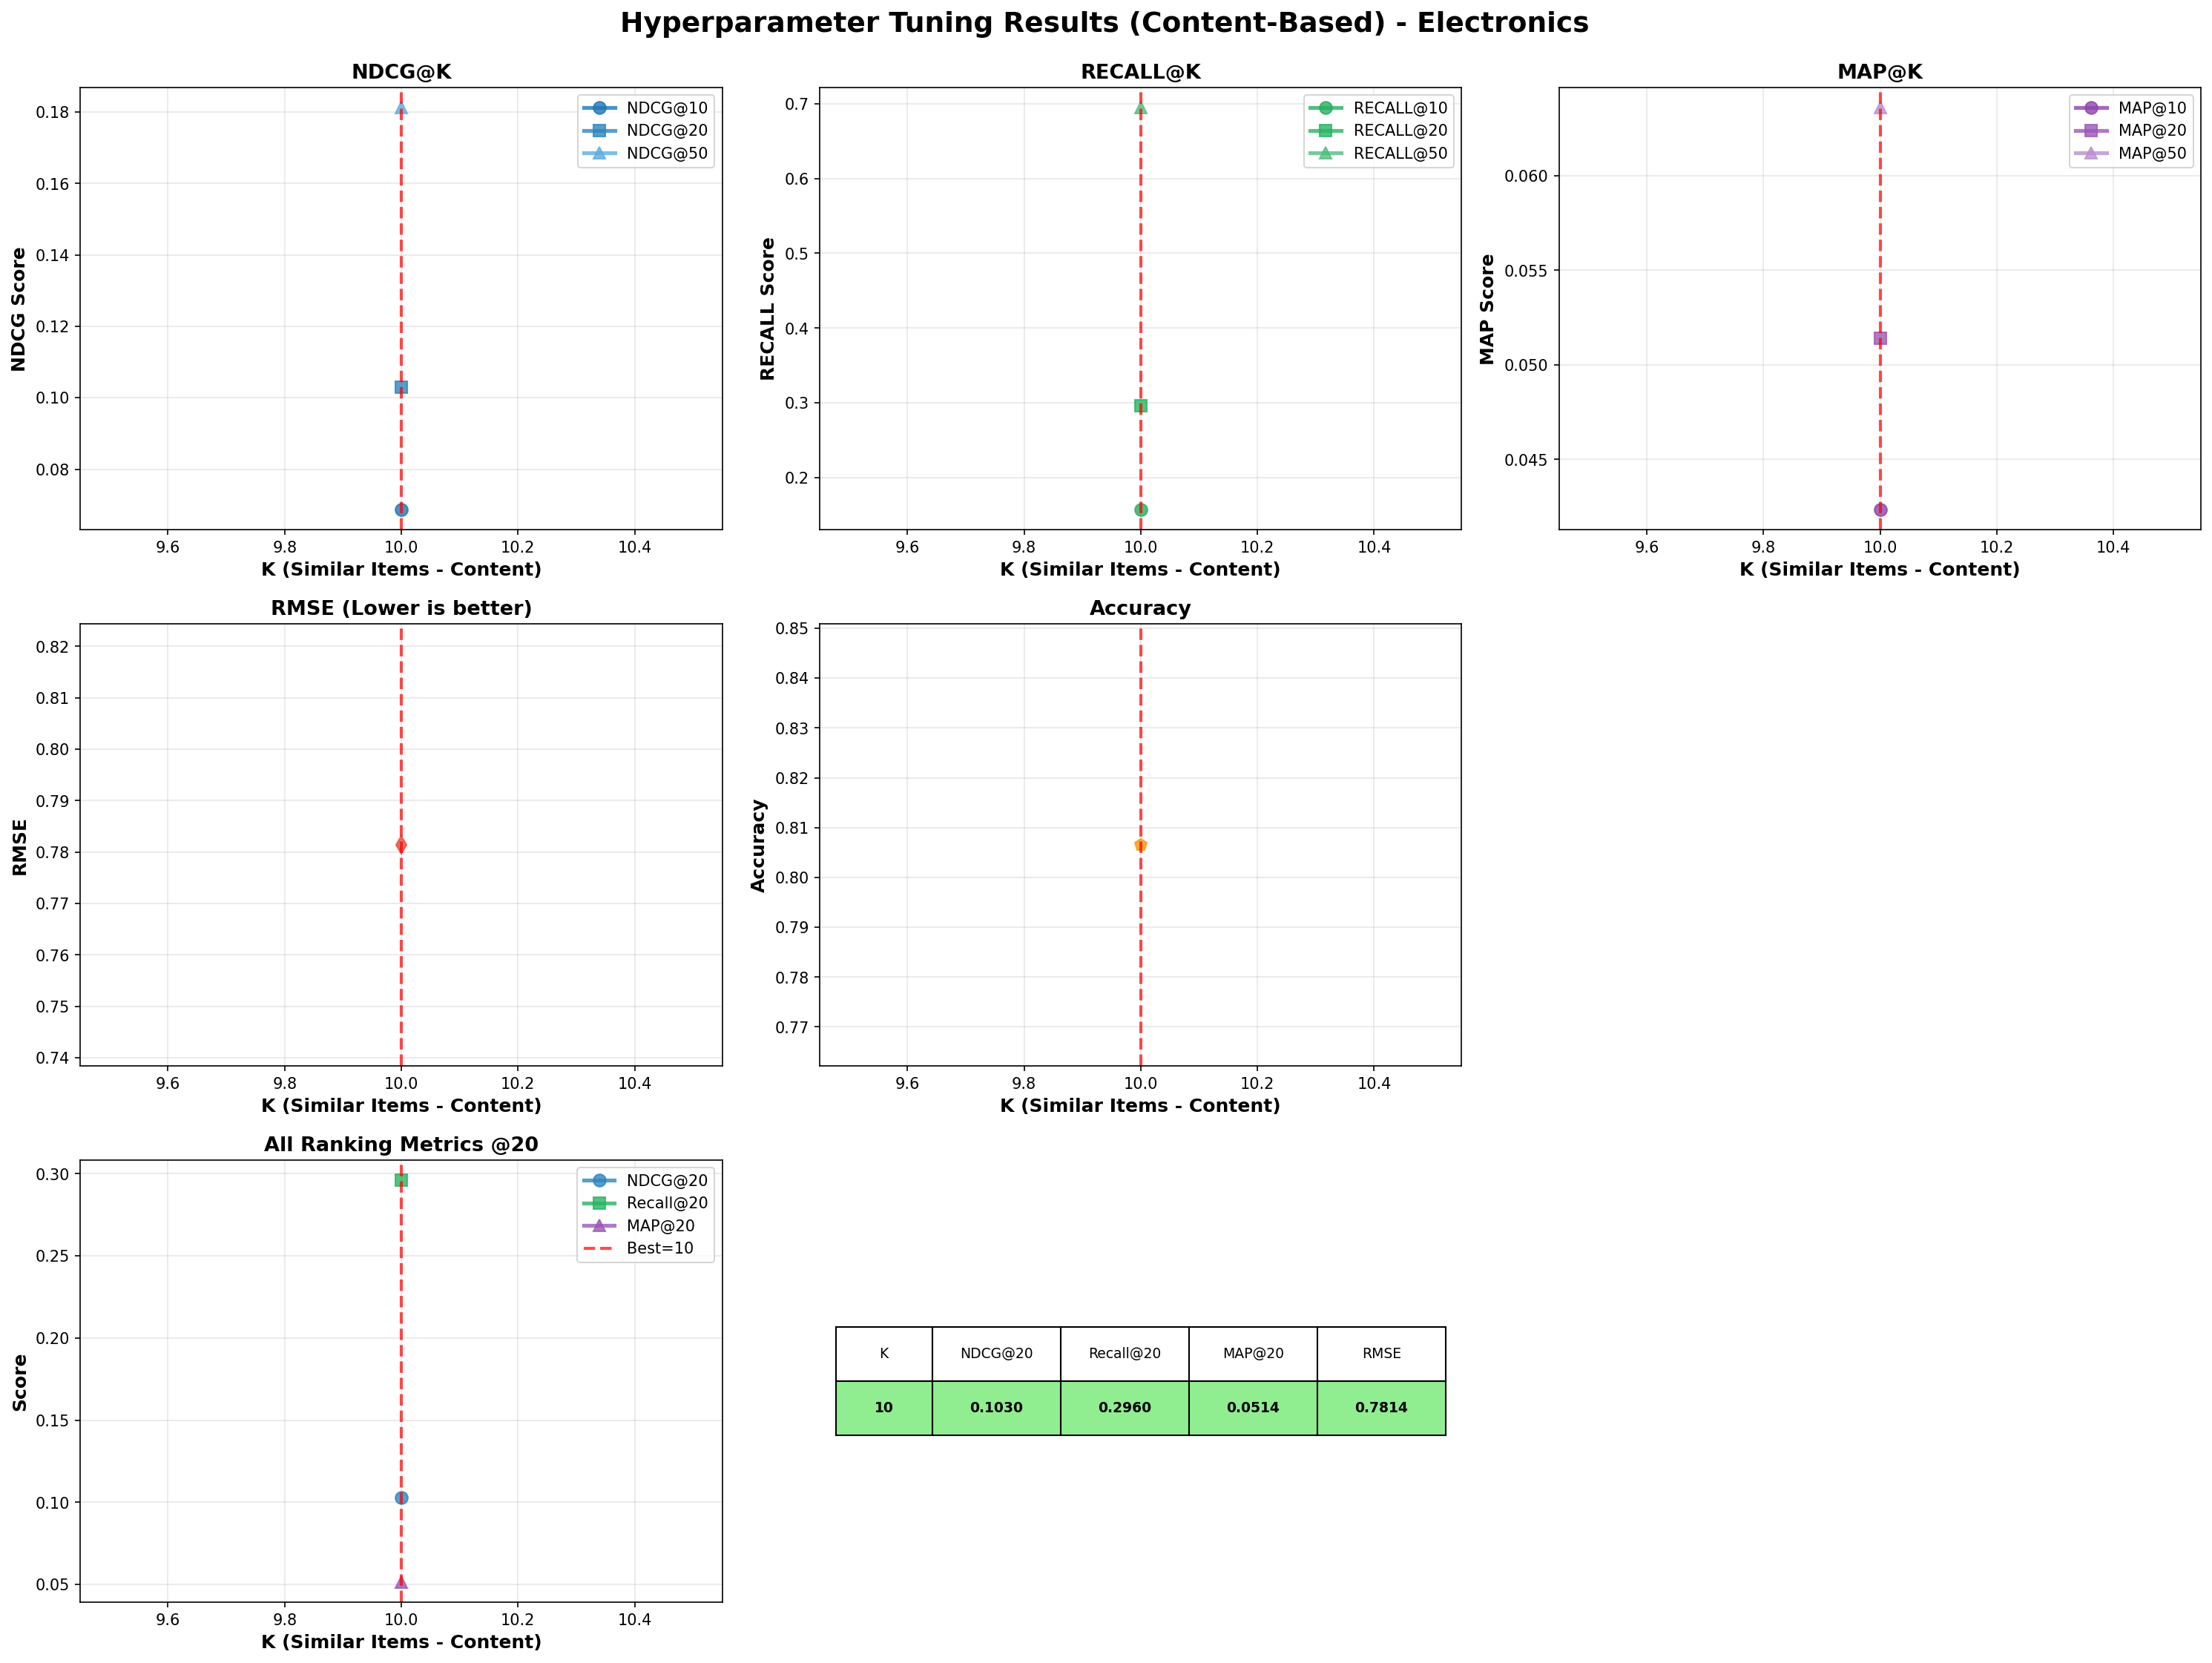 Hyperparameter Tuning Results (Content-Based) - Electronics
NDCG@K
NDCG Score
0.18
0.16
0.14
0.12
0.10
0.08
NDCG@10
NDCG@20
NDCG@50
9.6 9.8 10.0 10.2 10.4
K (Similar Items - Content)
RECALL@K
RECALL Score
0.7
0.6
0.5
0.4
0.3
0.2
RECALL@10
RECALL@20
RECALL@50
9.6 9.8 10.0 10.2 10.4
K (Similar Items - Content)
MAP@K
MAP Score
0.060
0.055
0.050
0.045
MAP@10
MAP@20
MAP@50
9.6 9.8 10.0 10.2 10.4
K (Similar Items - Content)
RMSE (Lower is better)
RMSE
0.82
0.81
0.80
0.79
0.78
0.77
0.76
0.75
0.74
9.6 9.8 10.0 10.2 10.4
K (Similar Items - Content)
Accuracy
Accuracy
0.85
0.84
0.83
0.82
0.81
0.80
0.79
0.78
0.77
9.6 9.8 10.0 10.2 10.4
K (Similar Items - Content)
All Ranking Metrics @20
Score
0.30
0.25
0.20
0.15
0.10
0.05
NDCG@20
Recall@20
MAP@20
Best=10
9.6 9.8 10.0 10.2 10.4
K (Similar Items - Content)
K NDCG@20 Recall@20 MAP@20 RMSE
10 0.1030 0.2960 0.0514 0.7814